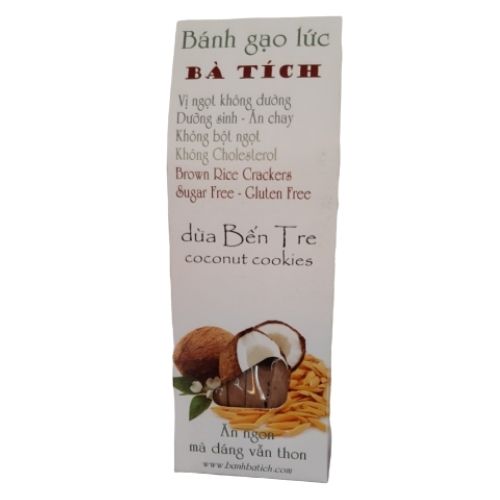 Bánh gạo lức
BÀ TÍCH
Vị ngọt không đường
Dưỡng sinh - Ăn chay
Không bột ngọt
Không Cholesterol
Brown Rice Crackers
Sugar Free - Gluten Free
dừa Bến Tre
coconut cookies
Ăn ngon
mà dáng vẫn thon
www.banhbatich.com